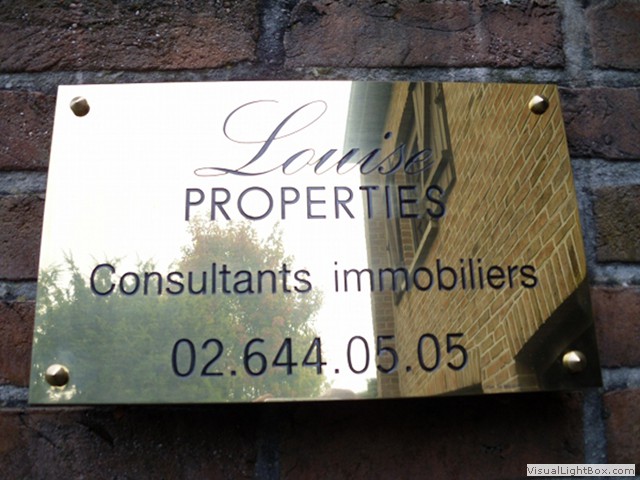 Louise
PROPERTIES
Consultants immobiliers
02.644.05.05
VisualLightBox.com